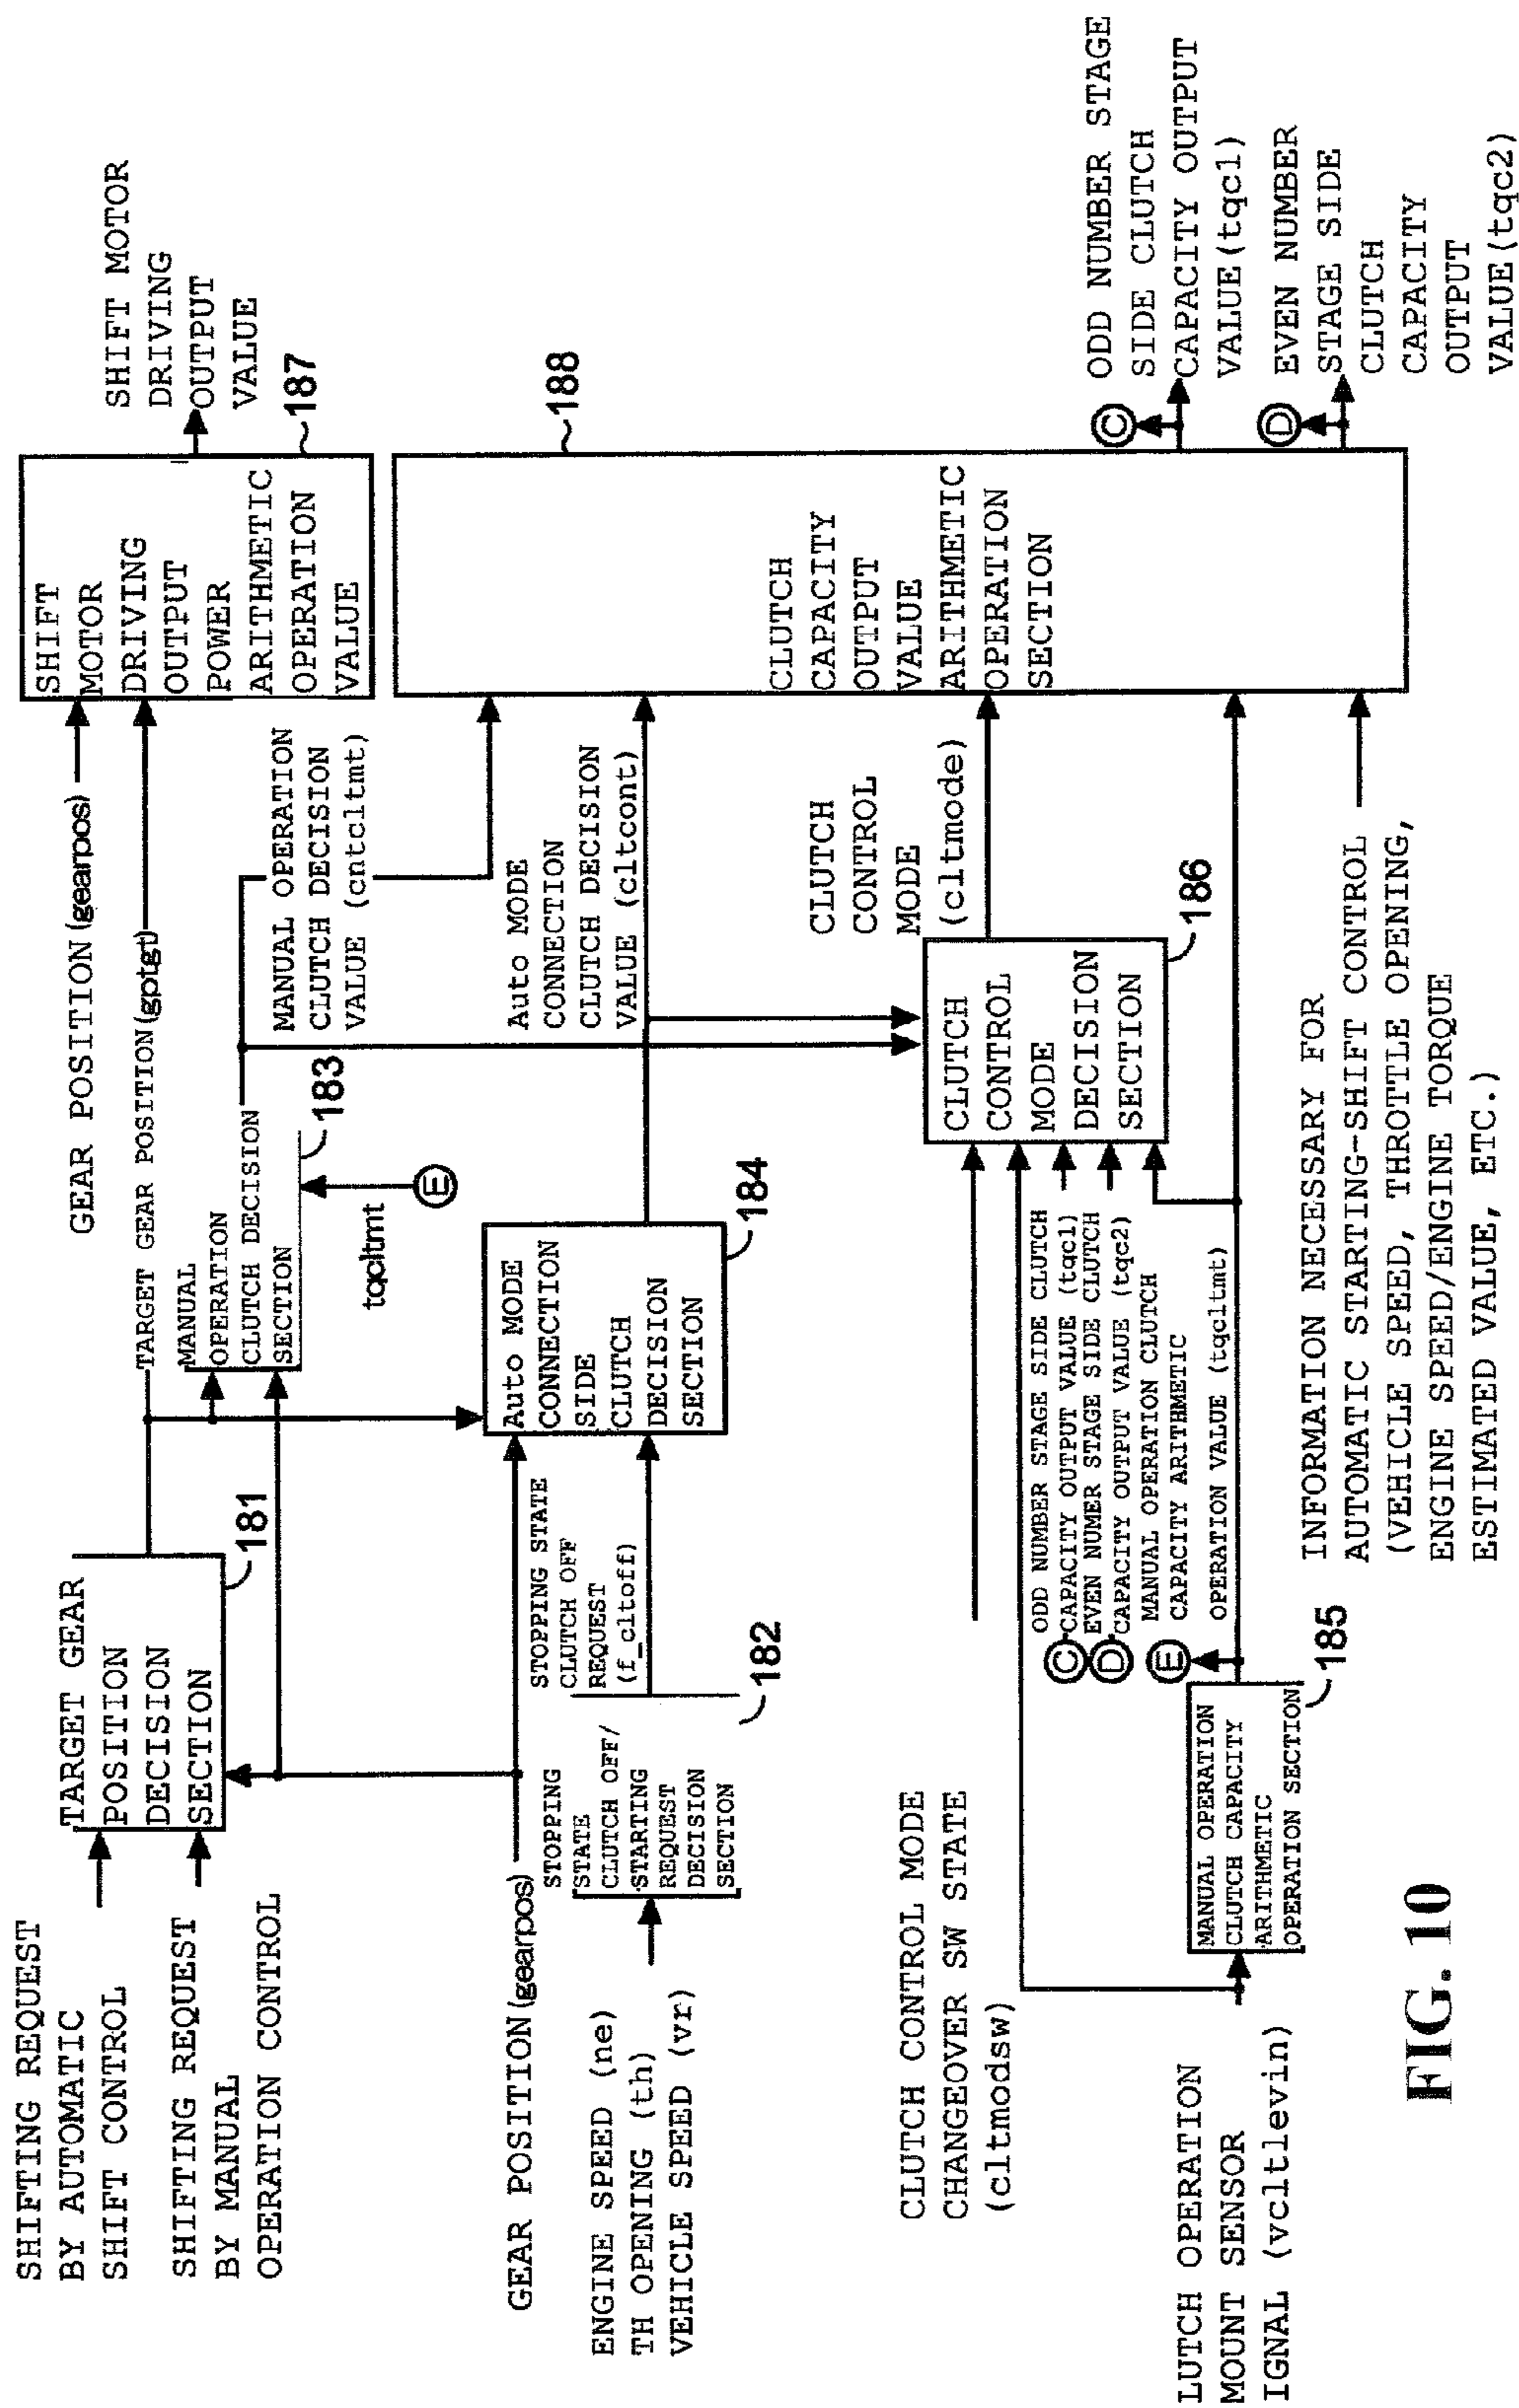 SHIFTING REQUEST
BY AUTOMATIC
SHIFT CONTROL
SHIFTING REQUEST
BY MANUAL
OPERATION CONTROL
TARGET GEAR
POSITION
DECISION
SECTION
181
TARGET GEAR POSITION (gptgt)
GEAR POSITION (gearpos)
MANUAL
OPERATION
CLUTCH DECISION
SECTION
183
tqcltmt
E
MANUAL OPERATION
CLUTCH DECISION
VALUE (cntcltmt)
SHIFT
MOTOR
DRIVING
OUTPUT
POWER
ARITHMETIC
OPERATION
VALUE
187
SHIFT MOTOR
DRIVING
OUTPUT
VALUE
GEAR POSITION (gearpos)
ENGINE SPEED (ne)
TH OPENING (th)
VEHICLE SPEED (vr)
STOPPING
STATE
CLUTCH OFF/
STARTING
REQUEST
DECISION
SECTION
182
STOPPING STATE
CLUTCH OFF
REQUEST
(f_cltoff)
Auto MODE
CONNECTION
SIDE
CLUTCH
DECISION
SECTION
184
Auto MODE
CONNECTION
CLUTCH DECISION
VALUE (cltcont)
188
CLUTCH
CAPACITY
OUTPUT
VALUE
ARITHMETIC
OPERATION
SECTION
CLUTCH CONTROL MODE
CHANGEOVER SW STATE
(cltmodsw)
CLUTCH
CONTROL
MODE
DECISION
SECTION
186
CLUTCH
CONTROL
MODE
(cltmode)
ODD NUMBER STAGE SIDE CLUTCH
C CAPACITY OUTPUT VALUE (tqc1)
EVEN NUMER STAGE SIDE CLUTCH
D CAPACITY OUTPUT VALUE (tqc2)
MANUAL OPERATION CLUTCH
E CAPACITY ARITHMETIC
OPERATION VALUE (tqcltmt)
LUTCH OPERATION
MOUNT SENSOR
IGNAL (vcltlevin)
MANUAL OPERATION
CLUTCH CAPACITY
ARITHMETIC
OPERATION SECTION
185
INFORMATION NECESSARY FOR
AUTOMATIC STARTING-SHIFT CONTROL
(VEHICLE SPEED, THROTTLE OPENING,
ENGINE SPEED/ENGINE TORQUE
ESTIMATED VALUE, ETC.)
C
ODD NUMBER STAGE
SIDE CLUTCH
CAPACITY OUTPUT
VALUE (tqc1)
D
EVEN NUMBER
STAGE SIDE
CLUTCH
CAPACITY
OUTPUT
VALUE (tqc2)
FIG. 10